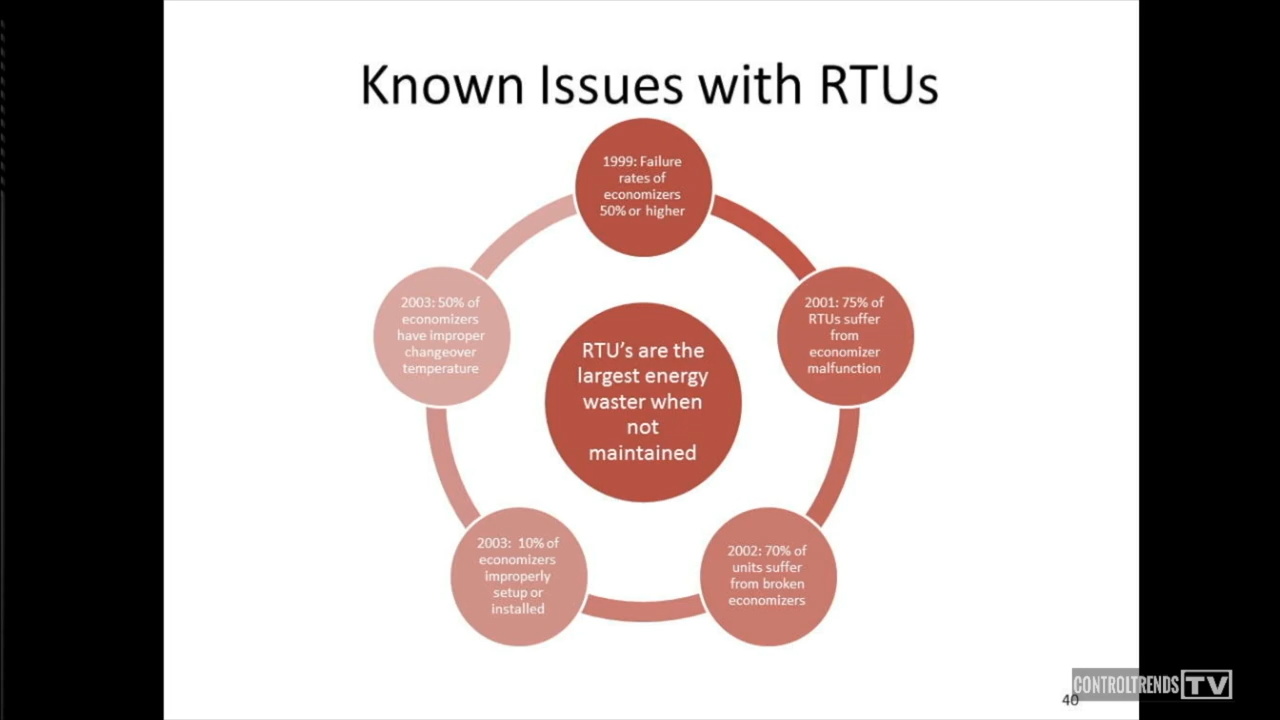 Known Issues with RTUs
1999: Failure
rates of
economizers
50% or higher
2001: 75% of
RTUs suffer
from
economizer
malfunction
2002: 70% of
units suffer
from broken
economizers
2003:  10% of
economizers
improperly
setup or
installed
2003: 50% of
economizers
have improper
changeover
temperature
RTU’s are the
largest energy
waster when
not
maintained
40
CONTROLTRENDS TV